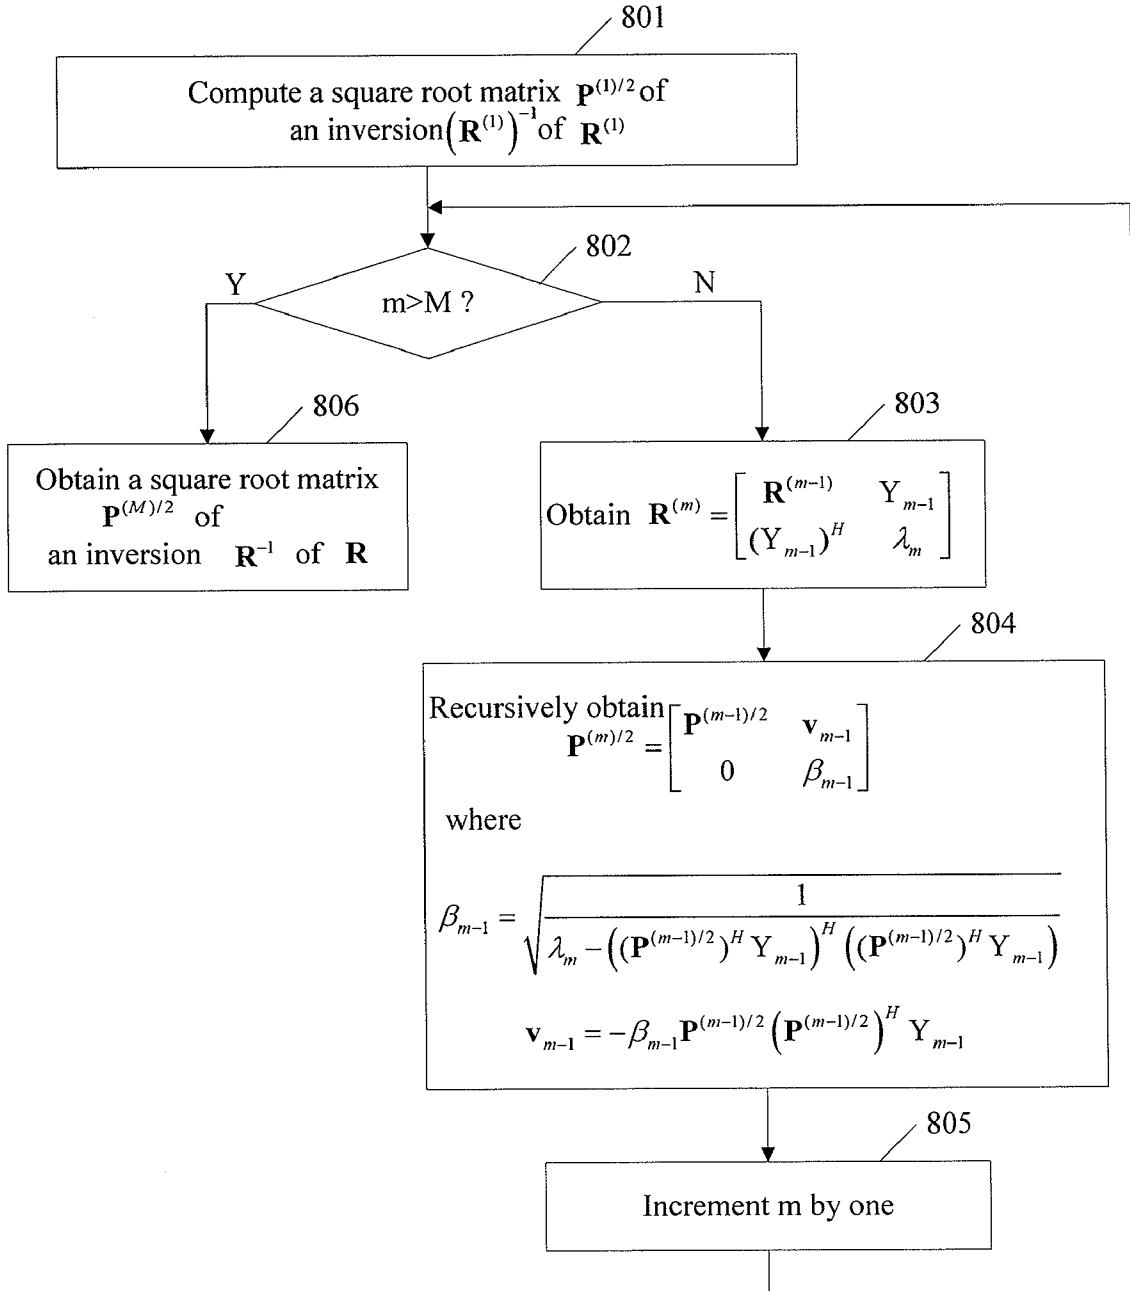 801
Compute a square root matrix P^{(1)/2} of
an inversion (R^{(1)})^{-1} of R^{(1)}
802
Y
m>M ?
N
806
803
Obtain a square root matrix
P^{(M)/2} of
an inversion R^{-1} of R
Obtain R^{(m)} = [R^{(m-1)} Y_{m-1}
(Y_{m-1})^H λ_m]
804
Recursively obtain
P^{(m)/2} = [P^{(m-1)/2} v_{m-1}
0 β_{m-1}]
where
β_{m-1} = √(1 / (λ_m − ((P^{(m-1)/2})^H Y_{m-1})^H ((P^{(m-1)/2})^H Y_{m-1})))
v_{m-1} = −β_{m-1} P^{(m-1)/2} (P^{(m-1)/2})^H Y_{m-1}
805
Increment m by one